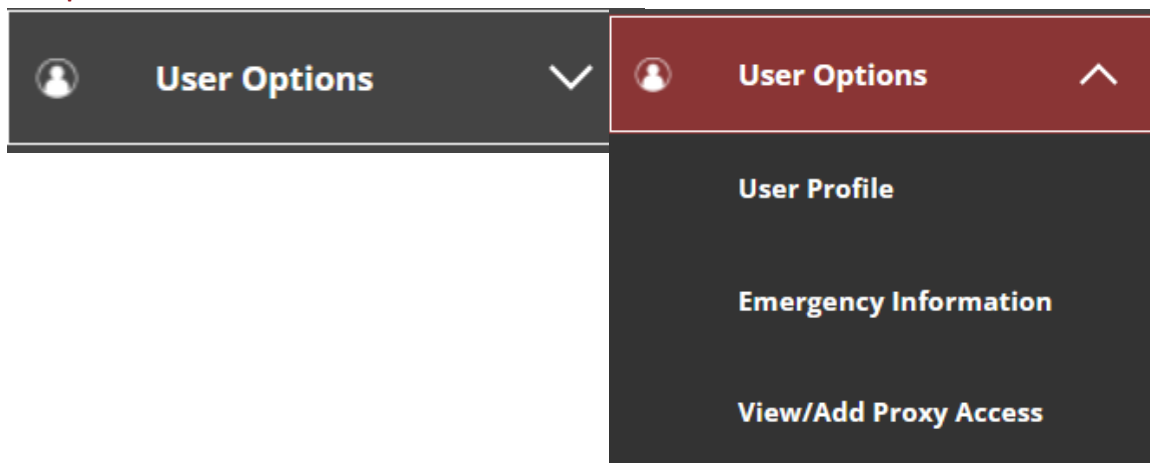 User Options
User Options
User Profile
Emergency Information
View/Add Proxy Access